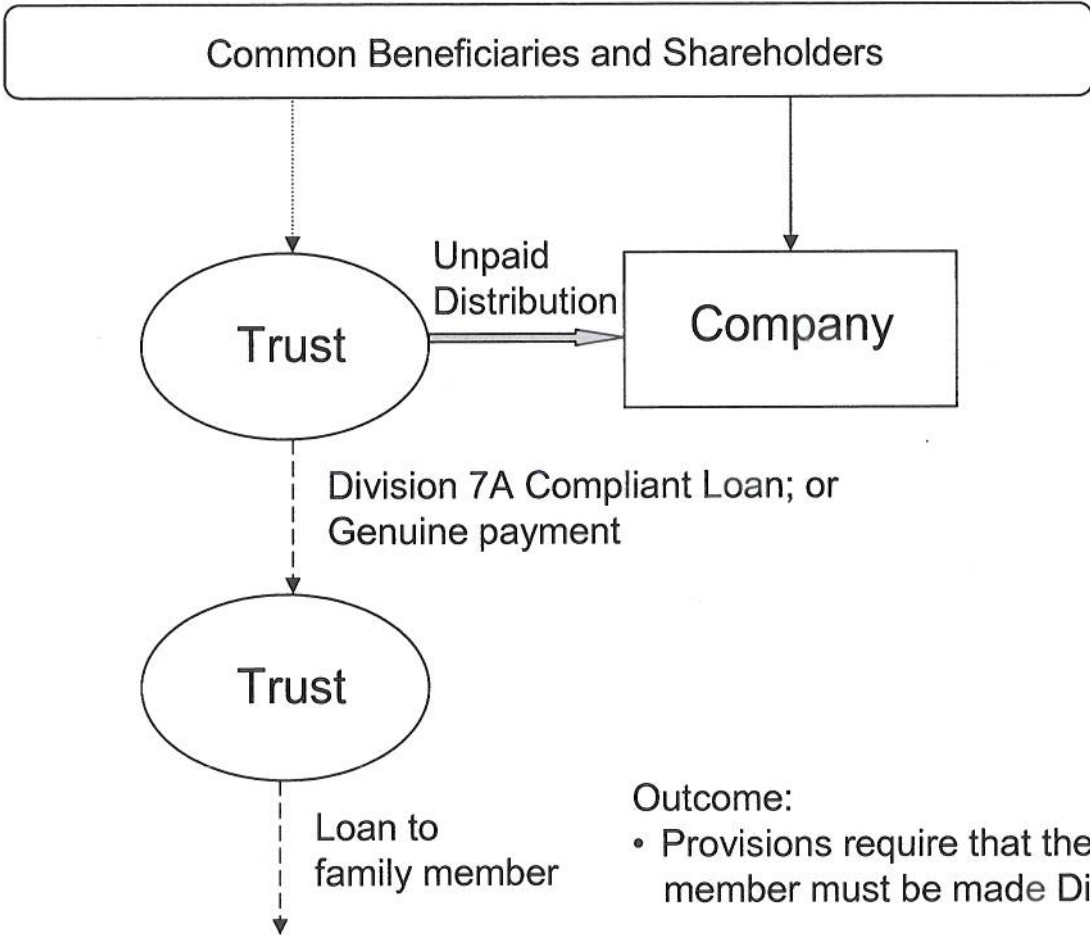 Common Beneficiaries and Shareholders
Unpaid
Distribution
Trust
Company
Division 7A Compliant Loan; or
Genuine payment
Trust
Loan to
family member
Outcome:
• Provisions require that the
member must be made Di